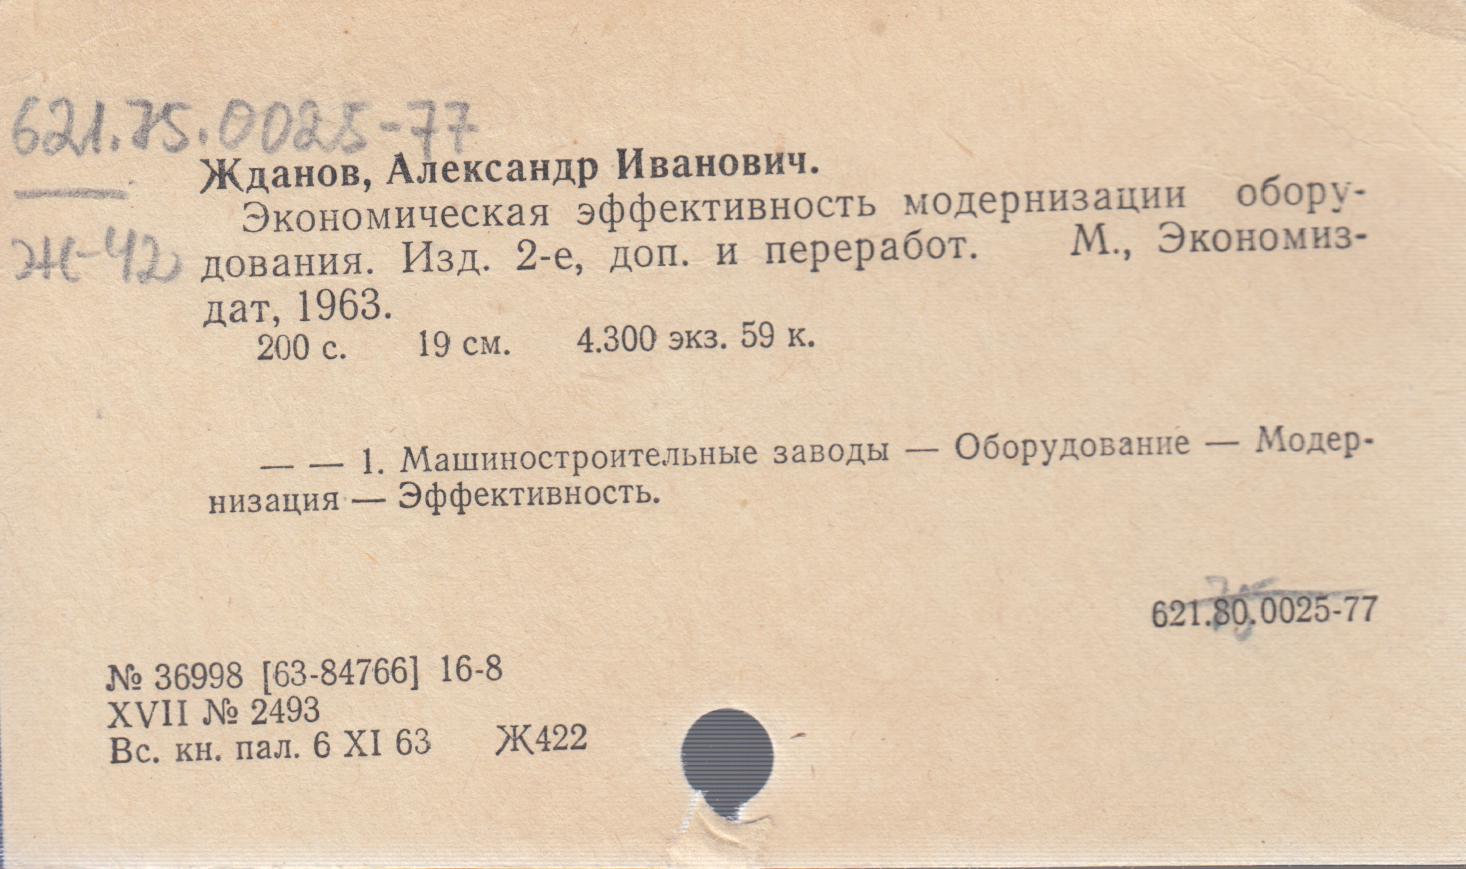 621.75.0025-77
Ж-42
Жданов, Александр Иванович.
Экономическая эффективность модернизации обору-
дования. Изд. 2-е, доп. и переработ. М., Экономиз-
дат, 1963.
200 с. 19 см. 4.300 экз. 59 к.
— — 1. Машиностроительные заводы — Оборудование — Модер-
низация — Эффективность.
621.80.0025-77
№ 36998 [63-84766] 16-8
XVII № 2493
Вс. кн. пал. 6 XI 63 Ж422